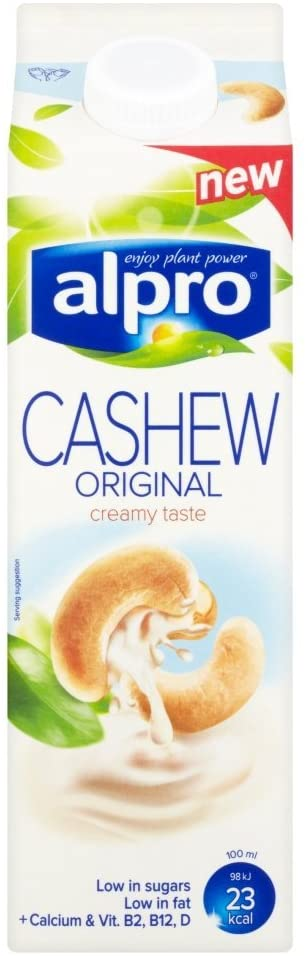 new
enjoy plant power
alpro®
CASHEW
ORIGINAL
creamy taste
Serving suggestion
100 ml
98 kJ
23
kcal
Low in sugars
Low in fat
+ Calcium & Vit. B2, B12, D